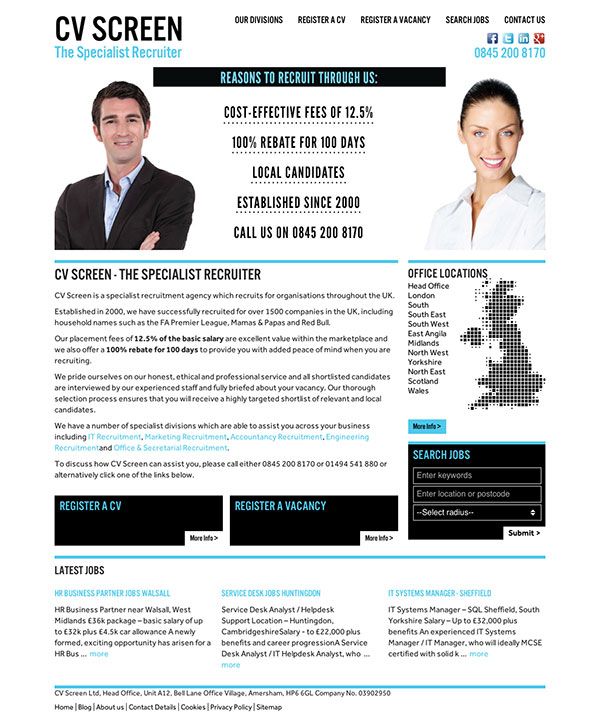 CV SCREEN
The Specialist Recruiter
OUR DIVISIONS REGISTER A CV REGISTER A VACANCY SEARCH JOBS CONTACT US
0845 200 8170
REASONS TO RECRUIT THROUGH US:
COST-EFFECTIVE FEES OF 12.5%
100% REBATE FOR 100 DAYS
LOCAL CANDIDATES
ESTABLISHED SINCE 2000
CALL US ON 0845 200 8170
CV SCREEN - THE SPECIALIST RECRUITER
CV Screen is a specialist recruitment agency which recruits for organisations throughout the UK.
Established in 2000, we have successfully recruited for over 1500 companies in the UK, including
household names such as the FA Premier League, Mamas & Papas and Red Bull.
Our placement fees of 12.5% of the basic salary are excellent value within the marketplace and
we also offer a 100% rebate for 100 days to provide you with added peace of mind when you are
recruiting.
We pride ourselves on our honest, ethical and professional service and all shortlisted candidates
are interviewed by our experienced staff and fully briefed about your vacancy. Our thorough
selection process ensures that you will receive a highly targeted shortlist of relevant and local
candidates.
We have a number of specialist divisions which are able to assist you across your business
including IT Recruitment, Marketing Recruitment, Accountancy Recruitment, Engineering
Recruitmentand Office & Secretarial Recruitment.
To discuss how CV Screen can assist you, please call either 0845 200 8170 or 01494 541 880 or
alternatively click one of the links below.
REGISTER A CV
More Info >
REGISTER A VACANCY
More Info >
OFFICE LOCATIONS
Head Office
London
South
South East
South West
East Angila
Midlands
North West
Yorkshire
North East
Scotland
Wales
More Info >
SEARCH JOBS
Enter keywords
Enter location or postcode
--Select radius--
Submit >
LATEST JOBS
HR BUSINESS PARTNER JOBS WALSALL
HR Business Partner near Walsall, West
Midlands £36k package – basic salary of up
to £32k plus £4.5k car allowance A newly
formed, exciting opportunity has arisen for a
HR Bus ... more
SERVICE DESK JOBS HUNTINGDON
Service Desk Analyst / Helpdesk
Support Location – Huntingdon,
CambridgeshireSalary - to £22,000 plus
benefits and career progressionA Service
Desk Analyst / IT Helpdesk Analyst, who ...
more
IT SYSTEMS MANAGER - SHEFFIELD
IT Systems Manager – SQL Sheffield, South
Yorkshire Salary – Up to £32,000 plus
benefits An experienced IT Systems
Manager / IT Manager, who will ideally MCSE
certified with solid k ... more
CV Screen Ltd, Head Office, Unit A12, Bell Lane Office Village, Amersham, HP6 6GL Company No. 03902950
Home | Blog | About us | Contact Details | Cookies | Privacy Policy | Sitemap